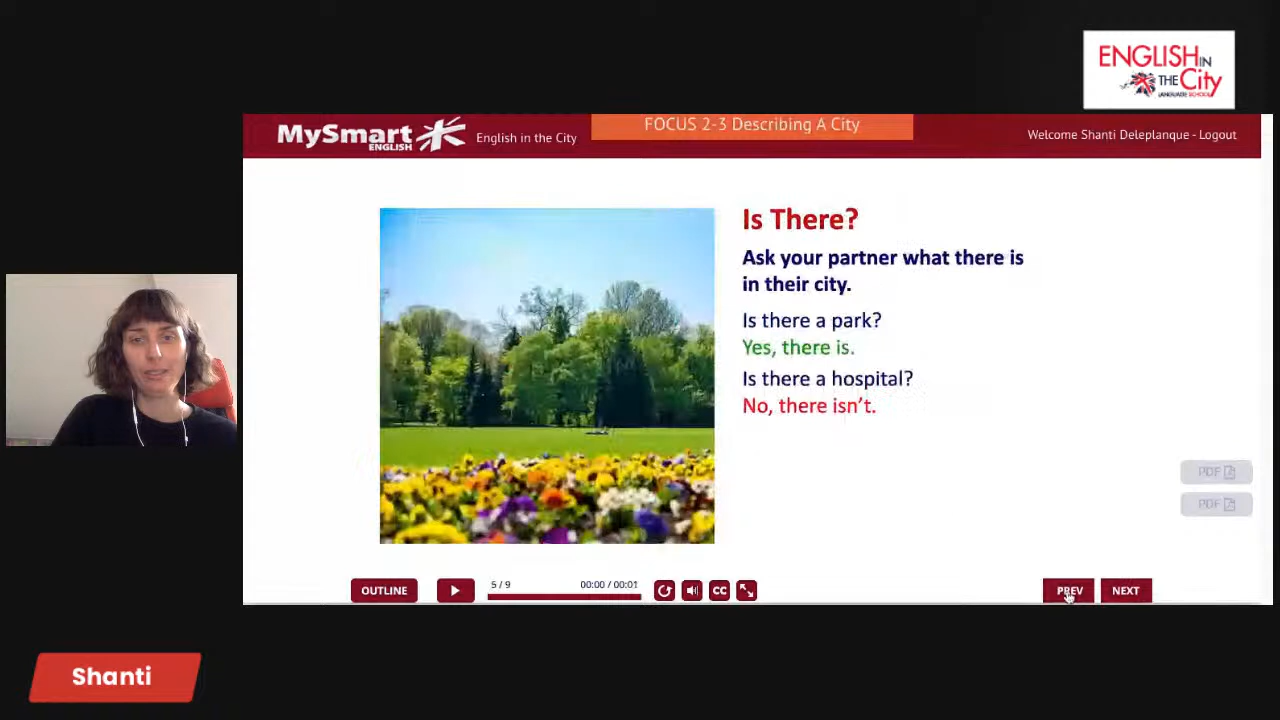 ENGLISH IN
THE City
LANGUAGE SCHOOL
MySmart
ENGLISH
English in the City
FOCUS 2-3 Describing A City
Welcome Shanti Deleplanque - Logout
Is There?
Ask your partner what there is
in their city.
Is there a park?
Yes, there is.
Is there a hospital?
No, there isn't.
PDF
PDF
OUTLINE
5 / 9
00:00 / 00:01
CC
PREV
NEXT
Shanti